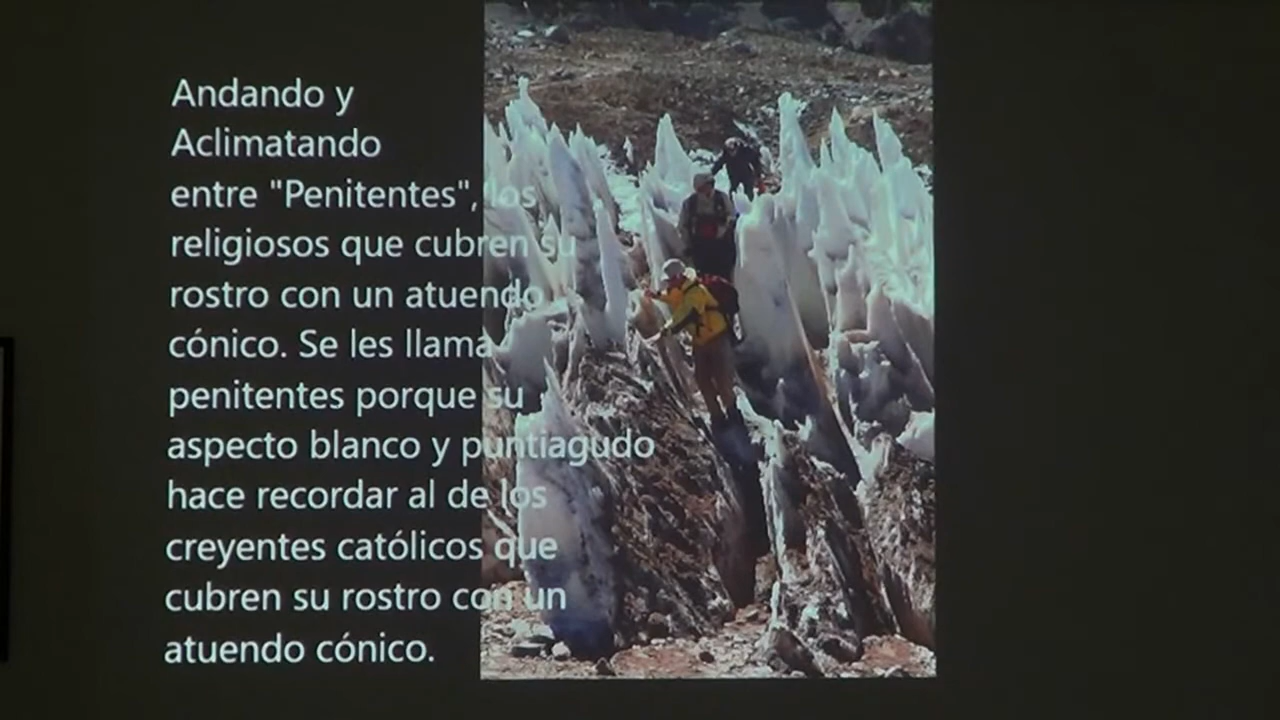 Andando y
Aclimatando
entre "Penitentes", los
religiosos que cubren su
rostro con un atuendo
cónico. Se les llama
penitentes porque su
aspecto blanco y puntiagudo
hace recordar al de los
creyentes católicos que
cubren su rostro con un
atuendo cónico.